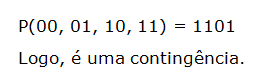 P(00, 01, 10, 11) = 1101
Logo, é uma contingência.